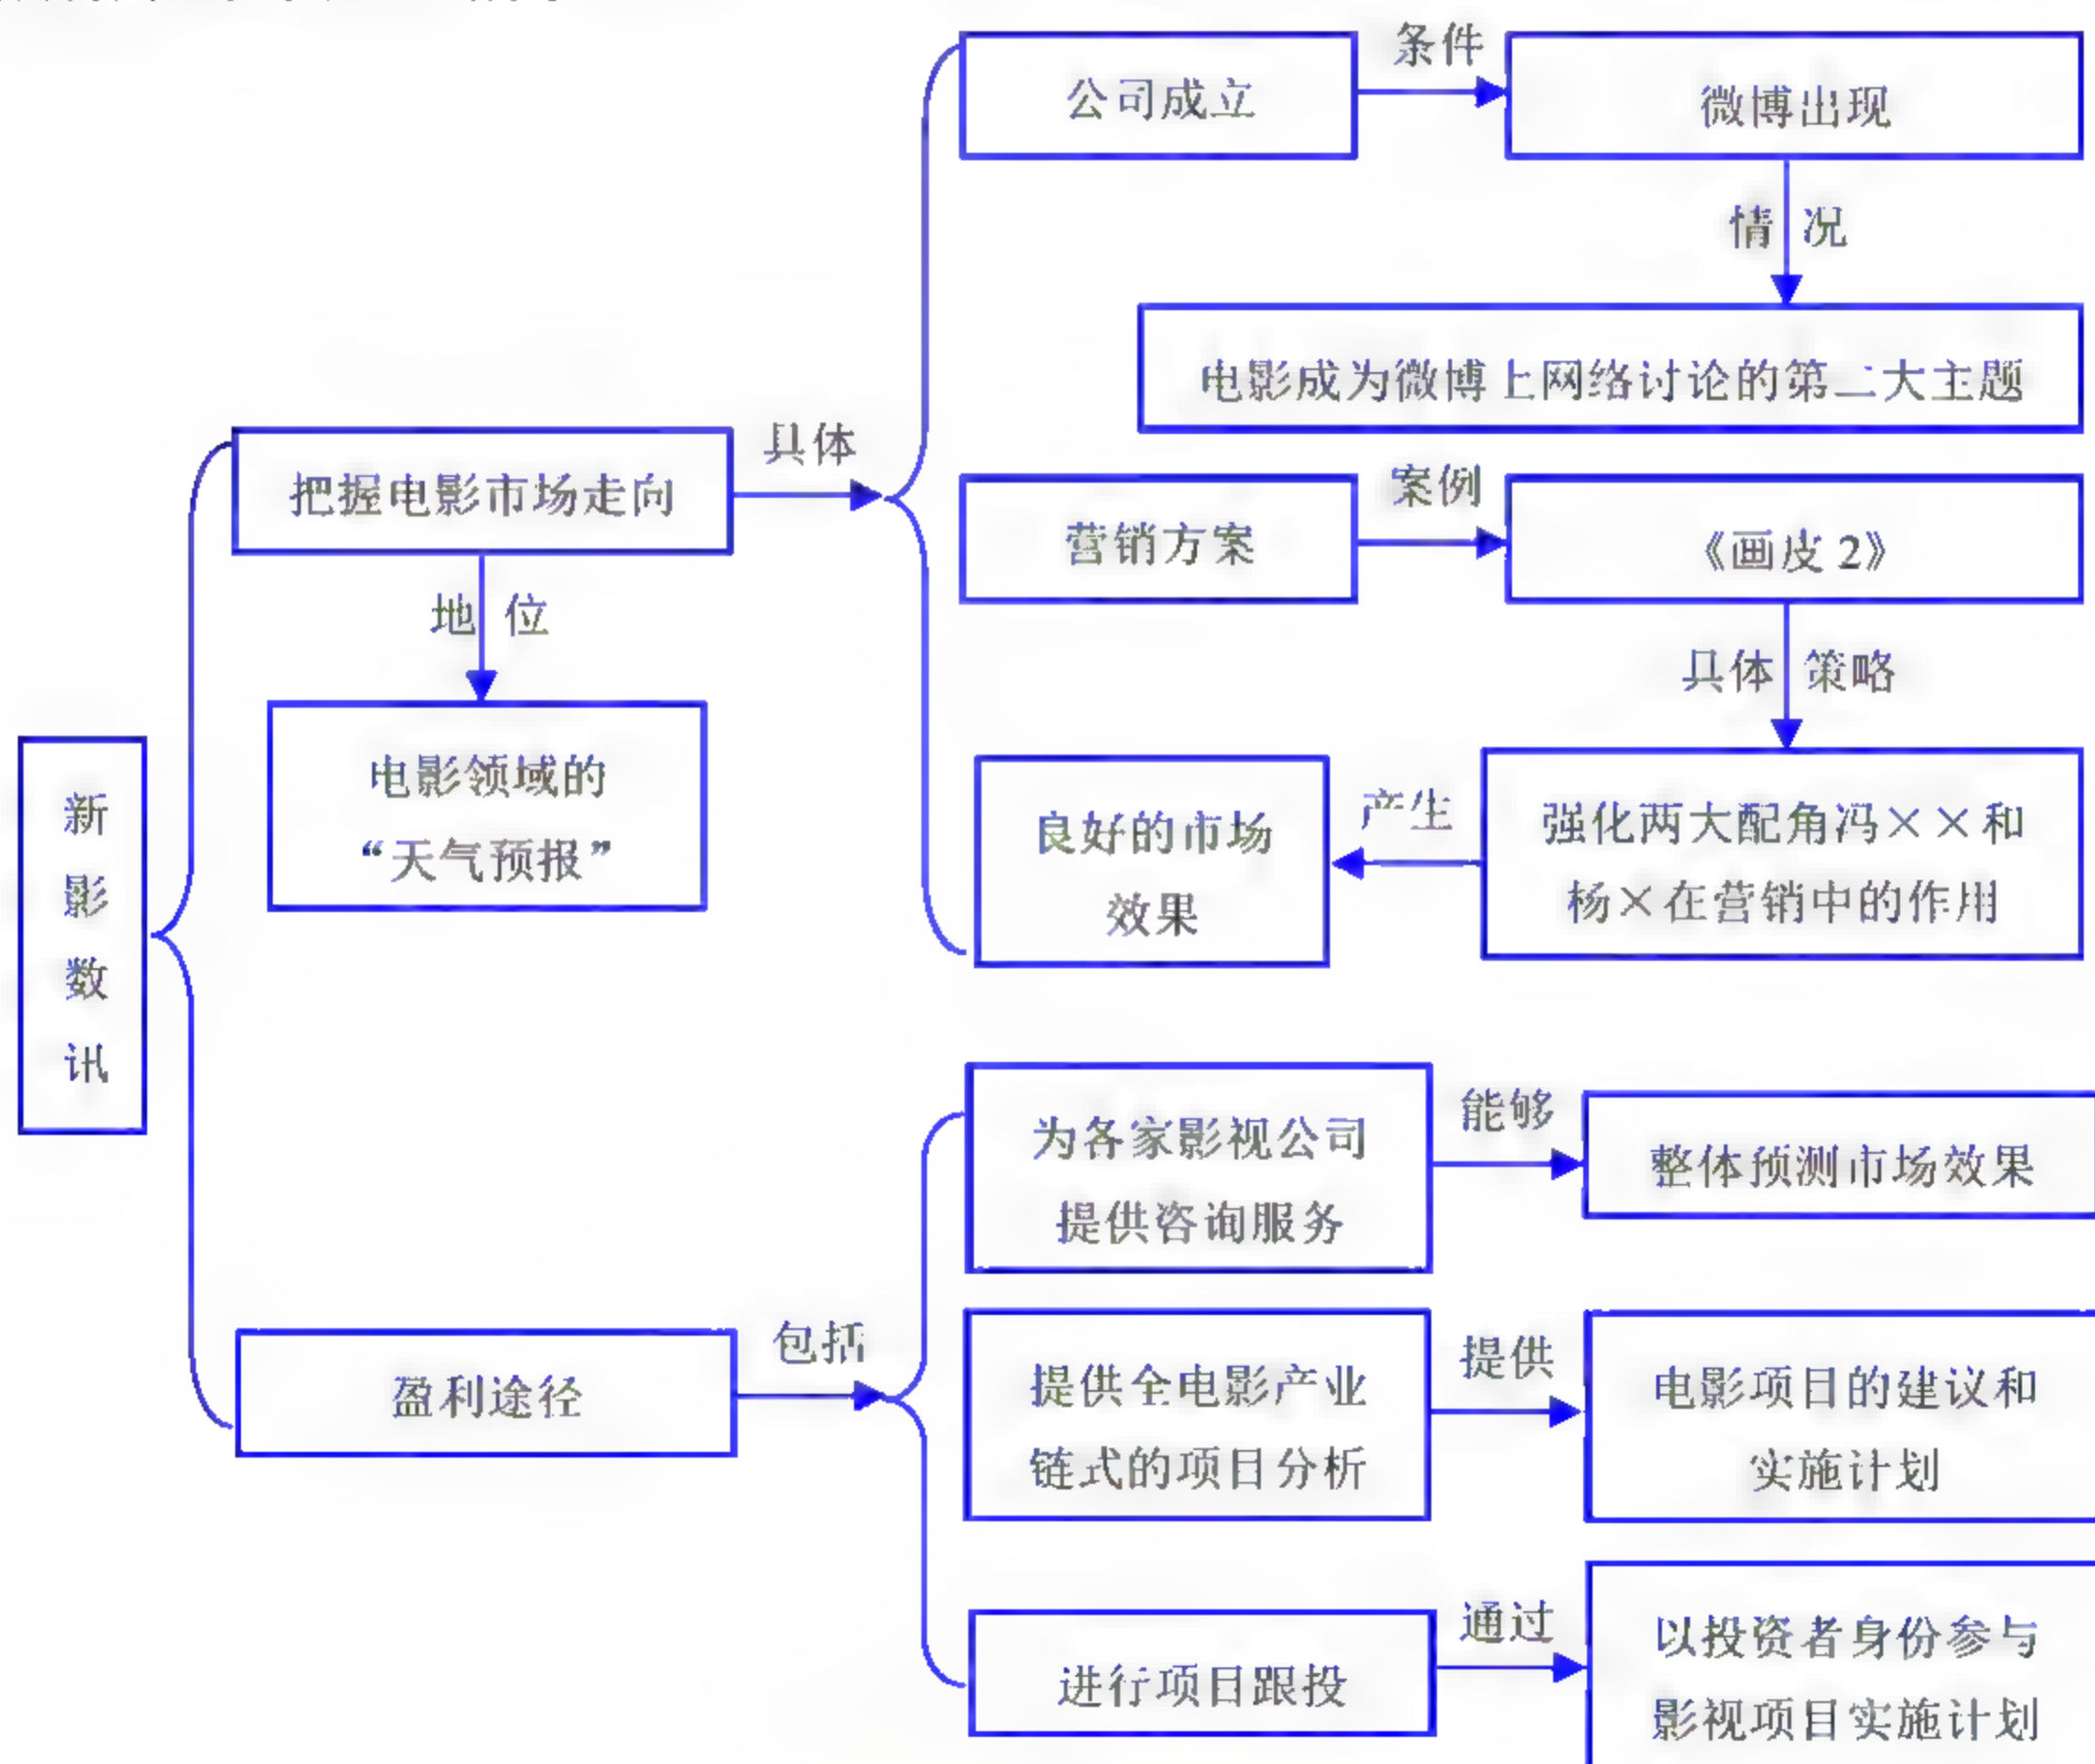 新
影
数
讯
把握电影市场走向
地 位
电影领域的
“天气预报”
具体
公司成立
条件
微博出现
情 况
电影成为微博上网络讨论的第二大主题
营销方案
案例
《画皮 2》
具体 策略
强化两大配角冯××和
杨×在营销中的作用
产生
良好的市场
效果
盈利途径
包括
为各家影视公司
提供咨询服务
能够
整体预测市场效果
提供全电影产业
链式的项目分析
提供
电影项目的建议和
实施计划
进行项目跟投
通过
以投资者身份参与
影视项目实施计划